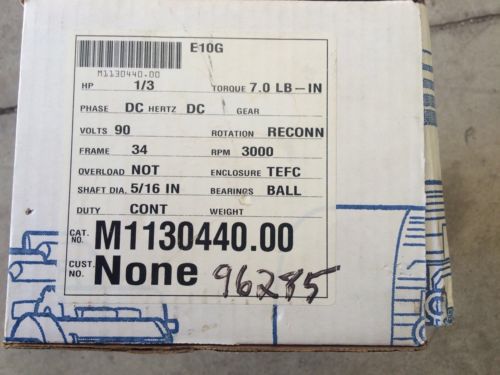 E10G
M1130440-00
HP 1/3 TORQUE 7.0 LB-IN
PHASE DC HERTZ DC GEAR
VOLTS 90 ROTATION RECONN
FRAME 34 RPM 3000
OVERLOAD NOT ENCLOSURE TEFC
SHAFT DIA. 5/16 IN BEARINGS BALL
DUTY CONT WEIGHT
CAT. NO. M1130440.00
CUST. NO. None 96285